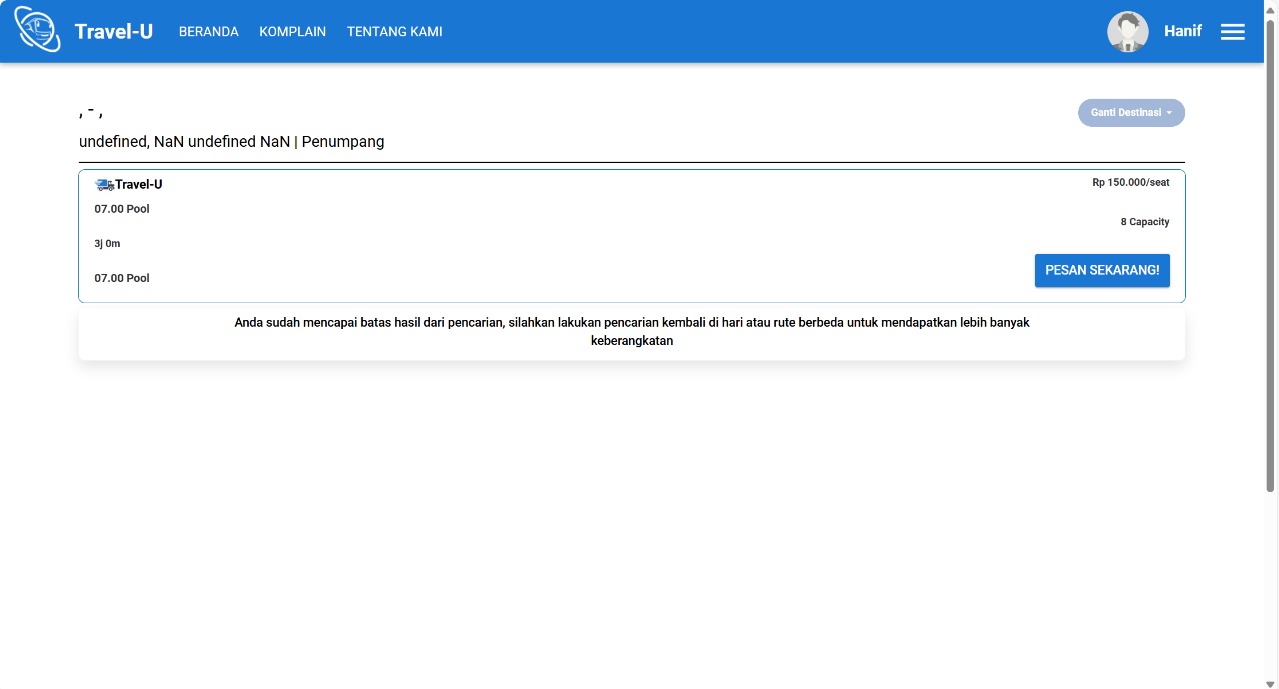 Travel-U BERANDA KOMPLAIN TENTANG KAMI Hanif
, - ,
Ganti Destinasi
undefined, NaN undefined NaN | Penumpang
Travel-U
Rp 150.000/seat
07.00 Pool
8 Capacity
3j 0m
07.00 Pool
PESAN SEKARANG!
Anda sudah mencapai batas hasil dari pencarian, silahkan lakukan pencarian kembali di hari atau rute berbeda untuk mendapatkan lebih banyak
keberangkatan